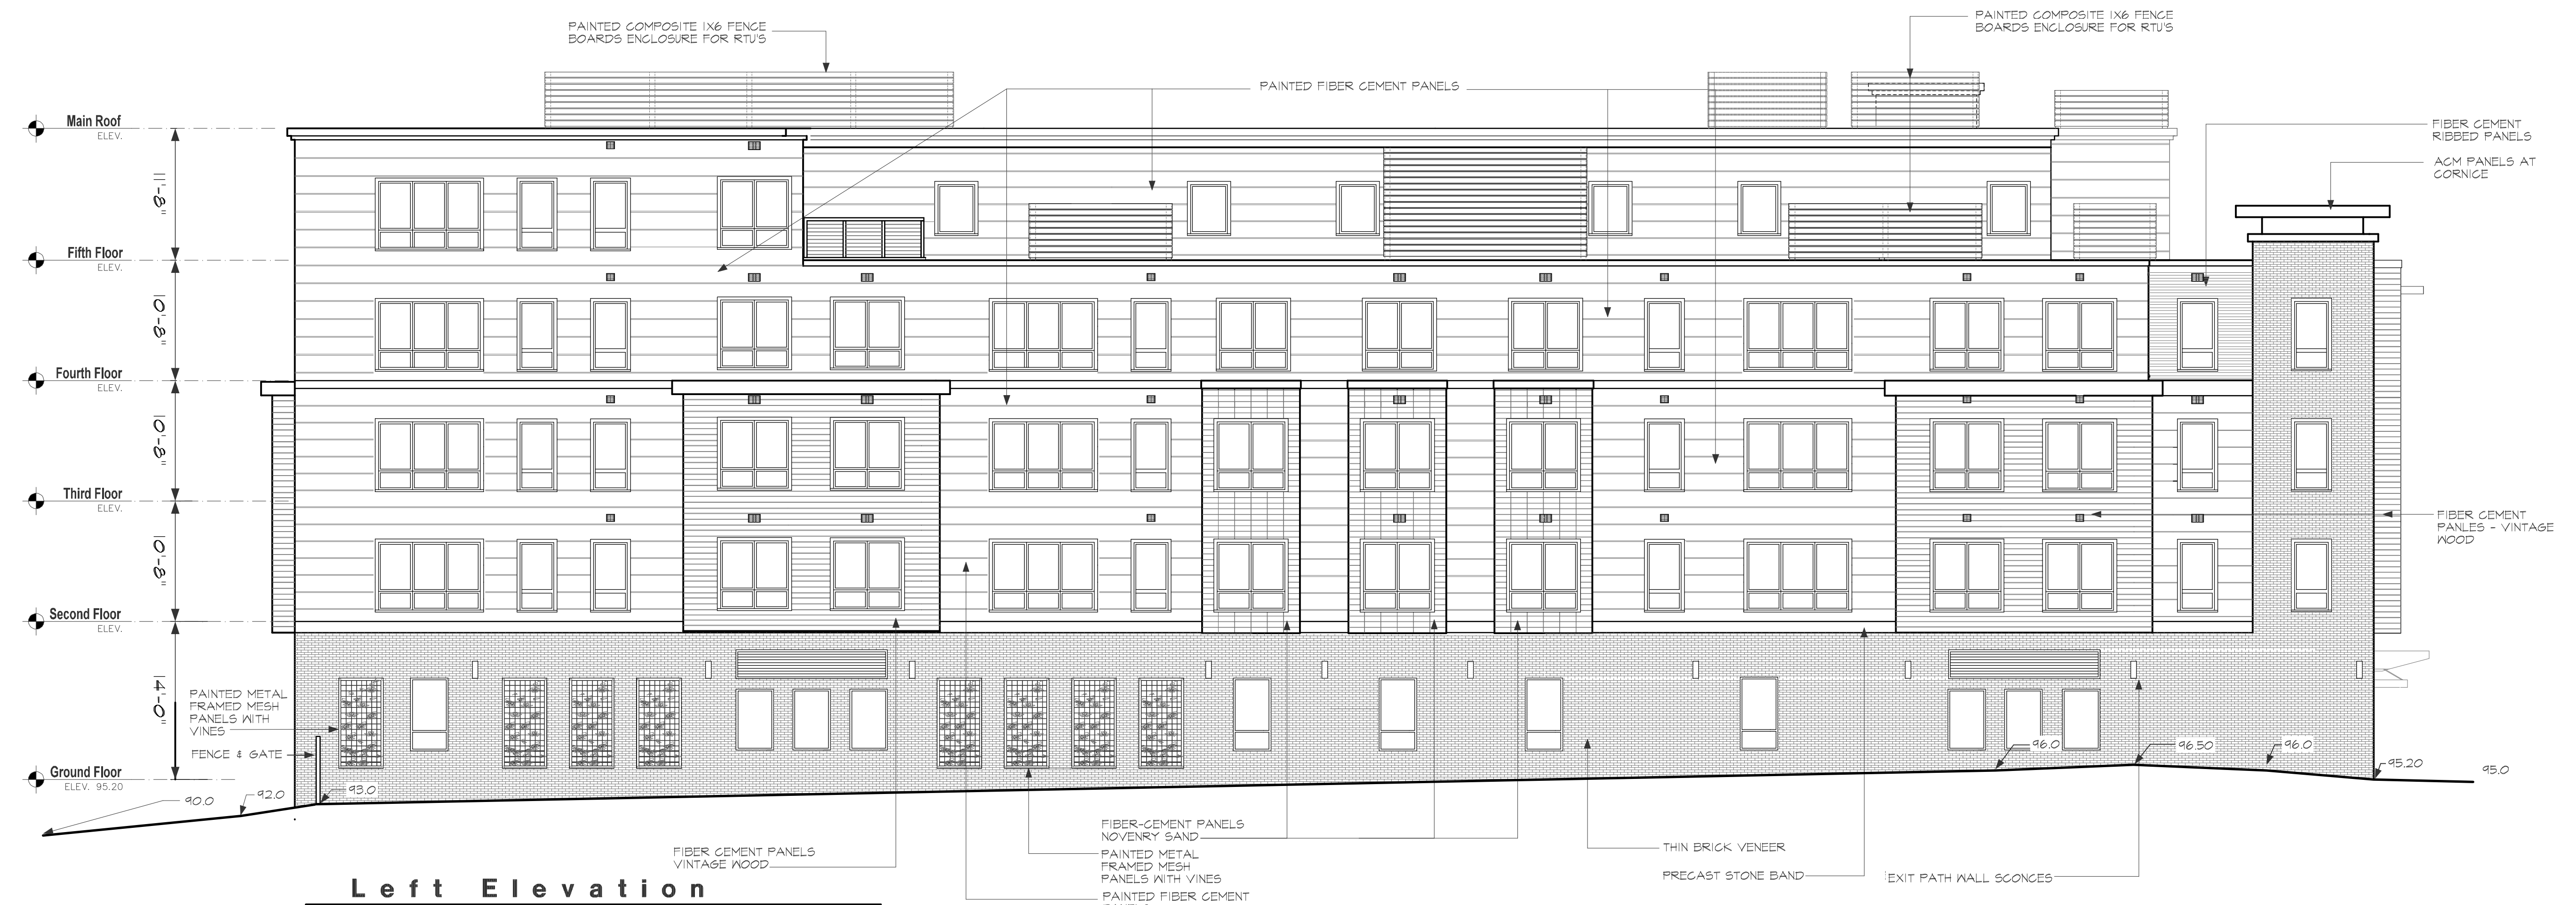 PAINTED COMPOSITE 1X6 FENCE
BOARDS ENCLOSURE FOR RTU'S
PAINTED COMPOSITE 1X6 FENCE
BOARDS ENCLOSURE FOR RTU'S
PAINTED FIBER CEMENT PANELS
FIBER CEMENT
RIBBED PANELS
ACM PANELS AT
CORNICE
Main Roof
ELEV.
11'-8"
Fifth Floor
ELEV.
10'-8"
Fourth Floor
ELEV.
10'-8"
Third Floor
ELEV.
10'-8"
Second Floor
ELEV.
14'-0"
Ground Floor
ELEV. 95.20
FIBER CEMENT
PANLES - VINTAGE
WOOD
PAINTED METAL
FRAMED MESH
PANELS WITH
VINES
FENCE & GATE
90.0
92.0
93.0
96.0
96.50
96.0
95.20
95.0
FIBER CEMENT PANELS
VINTAGE WOOD
FIBER-CEMENT PANELS
NOVENRY SAND
PAINTED METAL
FRAMED MESH
PANELS WITH VINES
PAINTED FIBER CEMENT
THIN BRICK VENEER
PRECAST STONE BAND
EXIT PATH WALL SCONCES
Left Elevation